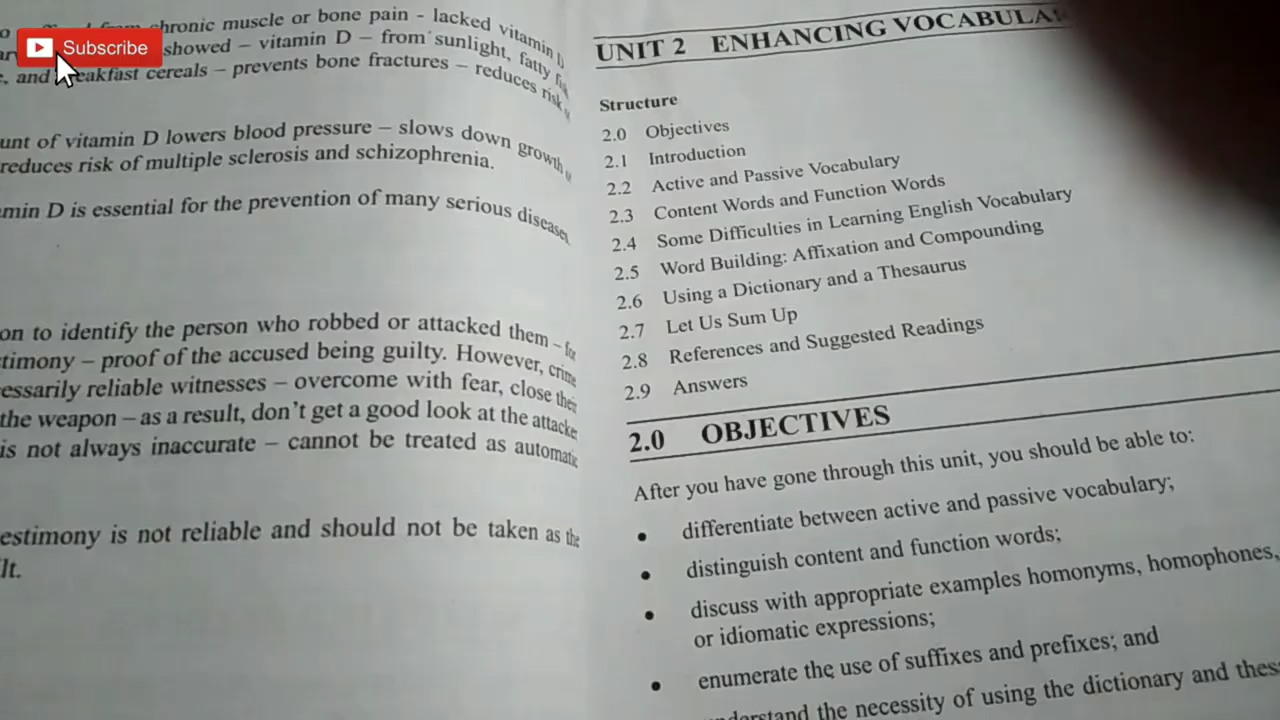 Subscribe
chronic muscle or bone pain - lacked vitamin D
showed – vitamin D – from sunlight, fatty
and breakfast cereals – prevents bone fractures – reduces risk
unt of vitamin D lowers blood pressure – slows down growth
reduces risk of multiple sclerosis and schizophrenia.
min D is essential for the prevention of many serious diseases
on to identify the person who robbed or attacked them – for
timony – proof of the accused being guilty. However, crime
essarily reliable witnesses – overcome with fear, close their
the weapon – as a result, don't get a good look at the attacker
is not always inaccurate – cannot be treated as automatic
estimony is not reliable and should not be taken as the
lt.
UNIT 2 ENHANCING VOCABULA
Structure
2.0 Objectives
2.1 Introduction
2.2 Active and Passive Vocabulary
2.3 Content Words and Function Words
2.4 Some Difficulties in Learning English Vocabulary
2.5 Word Building: Affixation and Compounding
2.6 Using a Dictionary and a Thesaurus
2.7 Let Us Sum Up
2.8 References and Suggested Readings
2.9 Answers
2.0 OBJECTIVES
After you have gone through this unit, you should be able to:
• differentiate between active and passive vocabulary;
• distinguish content and function words;
• discuss with appropriate examples homonyms, homophones,
or idiomatic expressions;
• enumerate the use of suffixes and prefixes; and
understand the necessity of using the dictionary and thes